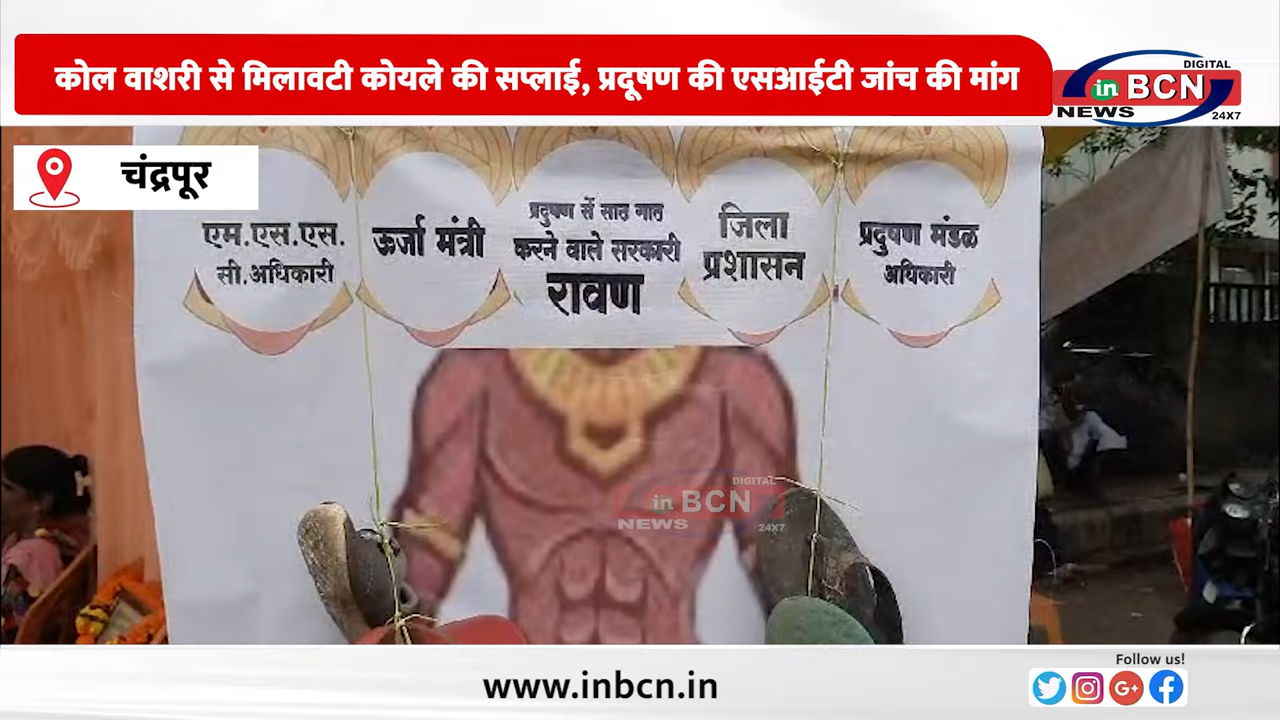 कोल वाशरी से मिलावटी कोयले की सप्लाई, प्रदूषण की एसआईटी जांच की मांग
DIGITAL
in BCN
NEWS 24X7
चंद्रपूर
एम.एस.एस.
सी.अधिकारी
ऊर्जा मंत्री
प्रदुषण सें साठ गाठ
करने वाले सरकारी
रावण
जिला
प्रशासन
प्रदुषण मंडळ
अधिकारी
DIGITAL
in BCN
NEWS 24X7
www.inbcn.in
Follow us!